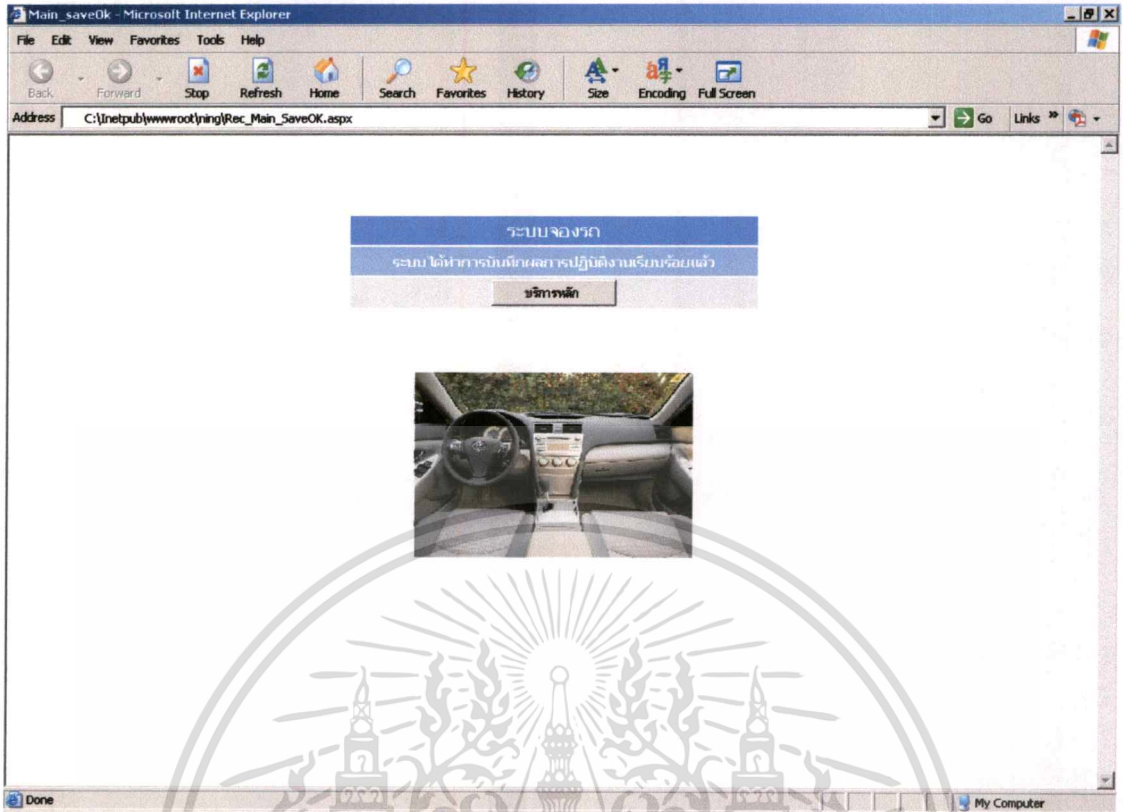 Main_saveOk - Microsoft Internet Explorer
File Edit View Favorites Tools Help
Back Forward Stop Refresh Home Search Favorites History Size Encoding Full Screen
Address C:\Inetpub\wwwroot\ning\Rec_Main_SaveOK.aspx Go Links »
ระบบจองรถ
ระบบได้ทำการบันทึกผลการปฏิบัติงานเรียบร้อยแล้ว
บริการหลัก
Done My Computer